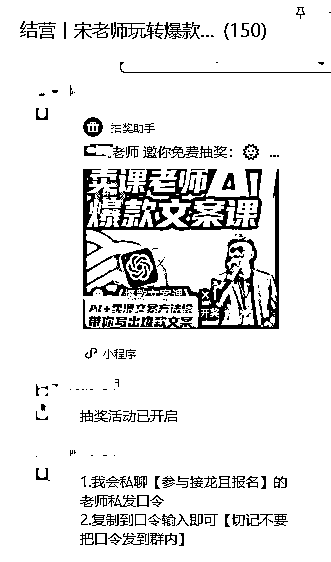 结营丨宋老师玩转爆款... (150)
抽奖助手
老师 邀你免费抽奖：
...
卖课老师AI
爆款文案课
AI+卖课文案方法论
开奖
带你写出爆款文案
小程序
抽奖活动已开启
1.我会私聊【参与接龙且报名】的
老师私发口令
2.复制到口令输入即可【切记不要
把口令发到群内】